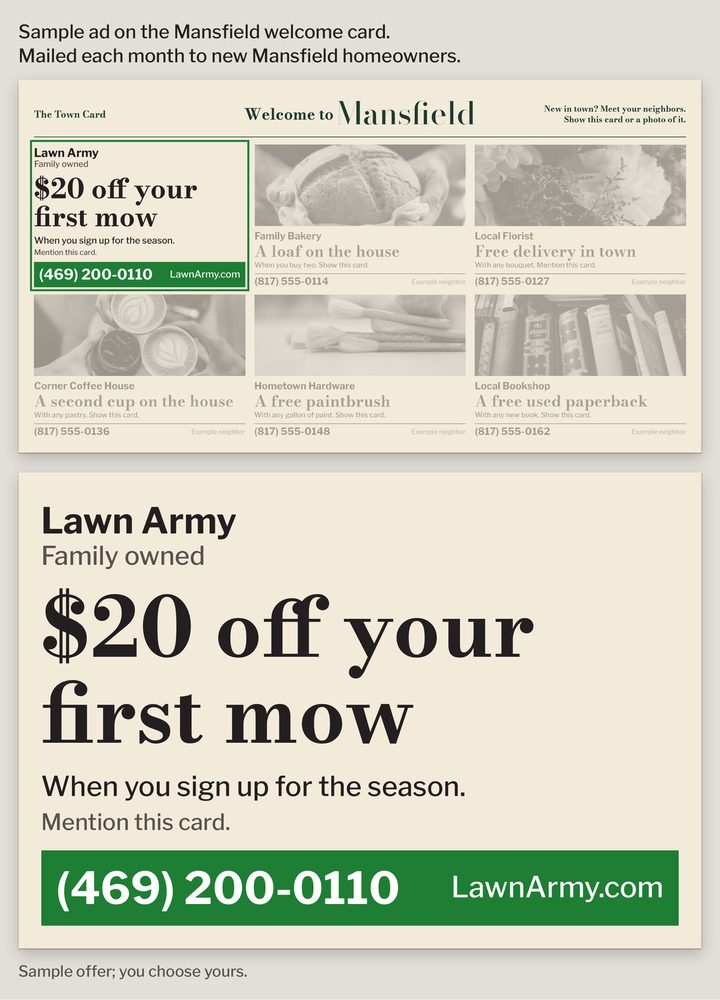 Sample ad on the Mansfield welcome card.
Mailed each month to new Mansfield homeowners.
The Town Card
Welcome to Mansfield
New in town? Meet your neighbors.
Show this card or a photo of it.
Lawn Army
Family owned
$20 off your
first mow
When you sign up for the season.
Mention this card.
(469) 200-0110 LawnArmy.com
Family Bakery
A loaf on the house
When you buy two. Show this card.
(817) 555-0114 Example neighbor
Local Florist
Free delivery in town
With any bouquet. Mention this card.
(817) 555-0127 Example neighbor
Corner Coffee House
A second cup on the house
With any pastry. Show this card.
(817) 555-0136 Example neighbor
Hometown Hardware
A free paintbrush
With any gallon of paint. Show this card.
(817) 555-0148 Example neighbor
Local Bookshop
A free used paperback
With any new book. Show this card.
(817) 555-0162 Example neighbor
Lawn Army
Family owned
$20 off your
first mow
When you sign up for the season.
Mention this card.
(469) 200-0110 LawnArmy.com
Sample offer; you choose yours.